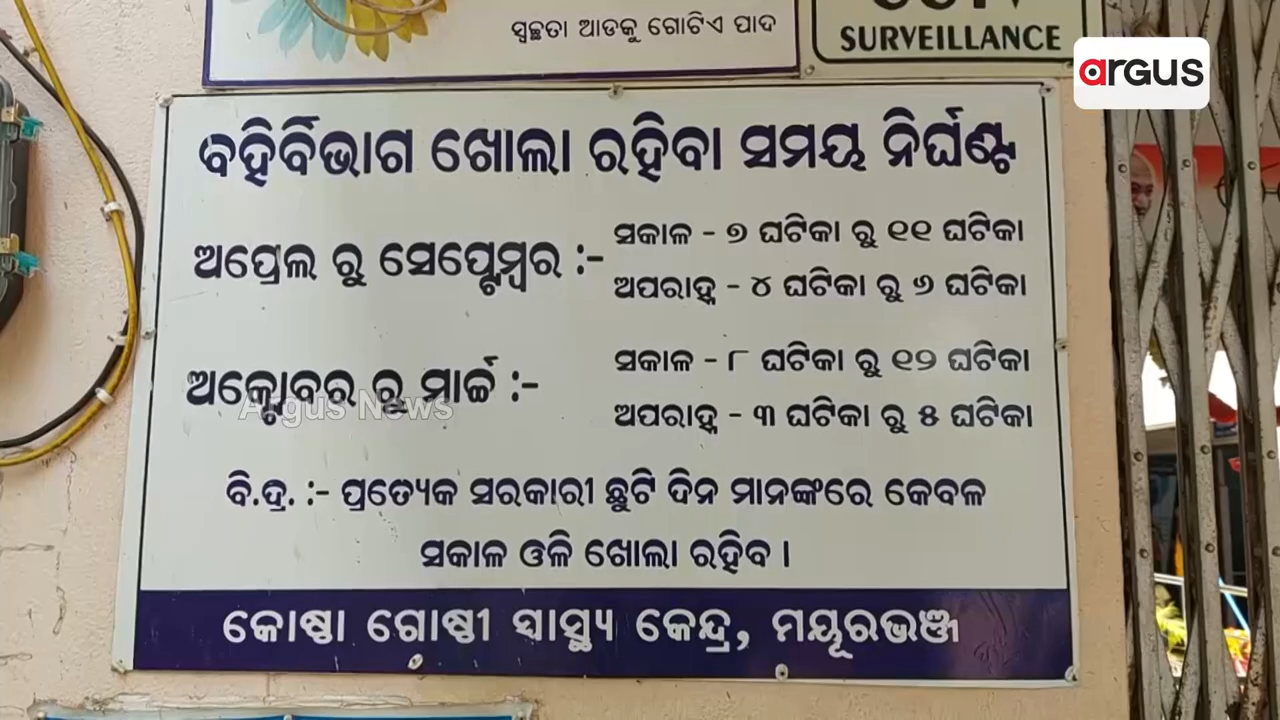 ସ୍ୱଚ୍ଛତା ଆଡକୁ ଗୋଟିଏ ପାଦ
SURVEILLANCE
argus
ବହିର୍ବିଭାଗ ଖୋଲା ରହିବା ସମୟ ନିର୍ଘଣ୍ଟ
ଅପ୍ରେଲ ରୁ ସେପ୍ଟେମ୍ବର :- ସକାଳ - ୭ ଘଟିକା ରୁ ୧୧ ଘଟିକା
ଅପରାହ୍ନ - ୪ ଘଟିକା ରୁ ୬ ଘଟିକା
ଅକ୍ଟୋବର ରୁ ମାର୍ଚ୍ଚ :- ସକାଳ - ୮ ଘଟିକା ରୁ ୧୨ ଘଟିକା
ଅପରାହ୍ନ - ୩ ଘଟିକା ରୁ ୫ ଘଟିକା
Argus News
ବି.ଦ୍ର. :- ପ୍ରତ୍ୟେକ ସରକାରୀ ଛୁଟି ଦିନ ମାନଙ୍କରେ କେବଳ
ସକାଳ ଓଳି ଖୋଲା ରହିବ ।
କୋଷ୍ଠା ଗୋଷ୍ଠୀ ସ୍ୱାସ୍ଥ୍ୟ କେନ୍ଦ୍ର, ମୟୂରଭଞ୍ଜ